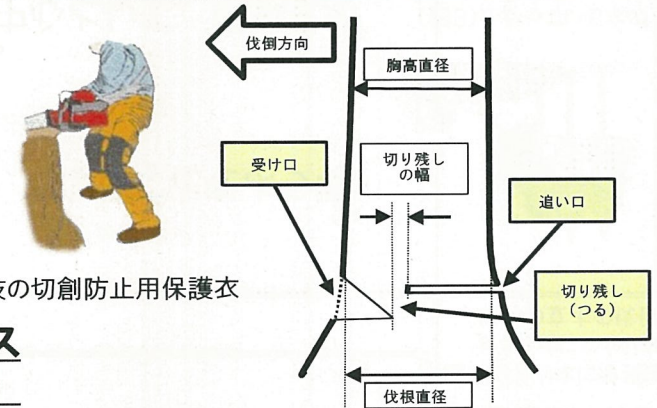 伐倒方向
胸高直径
受け口
切り残し
の幅
追い口
切り残し
（つる）
の切創防止用保護衣
ス
伐根直径